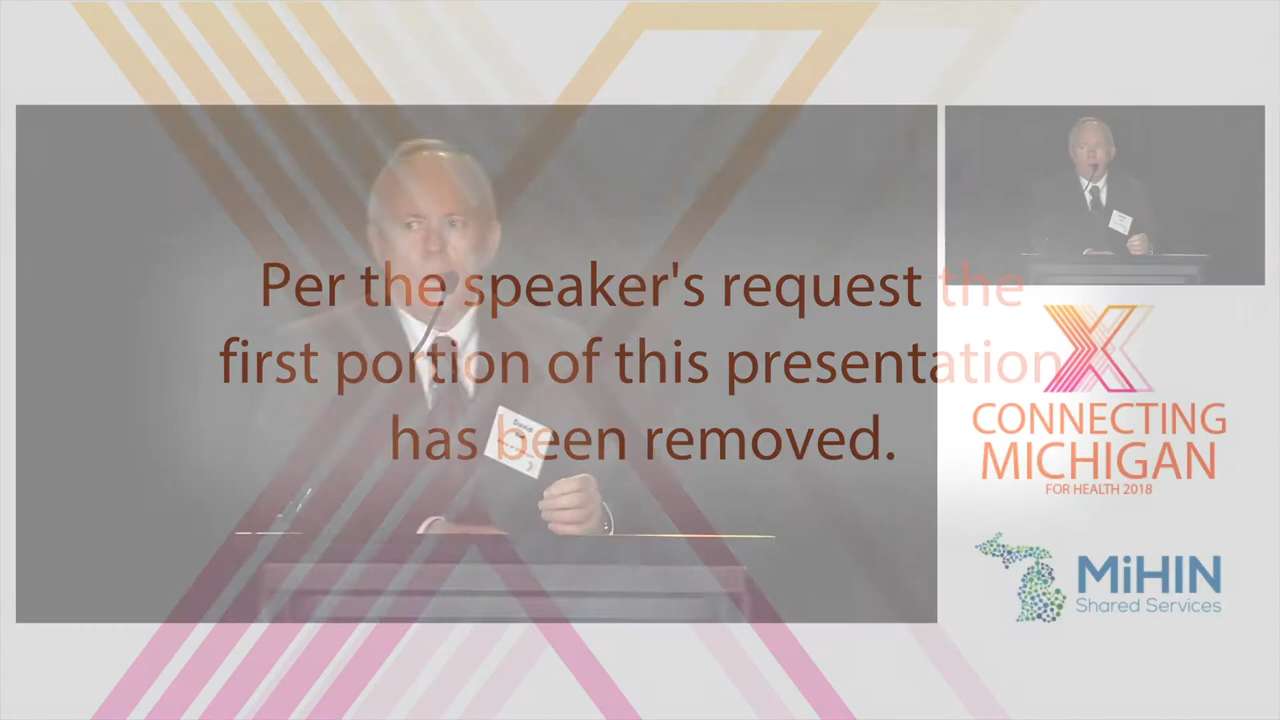 Per the speaker's request the
first portion of this presentation
has been removed.
David
CONNECTING
MICHIGAN
FOR HEALTH 2018
MiHIN
Shared Services